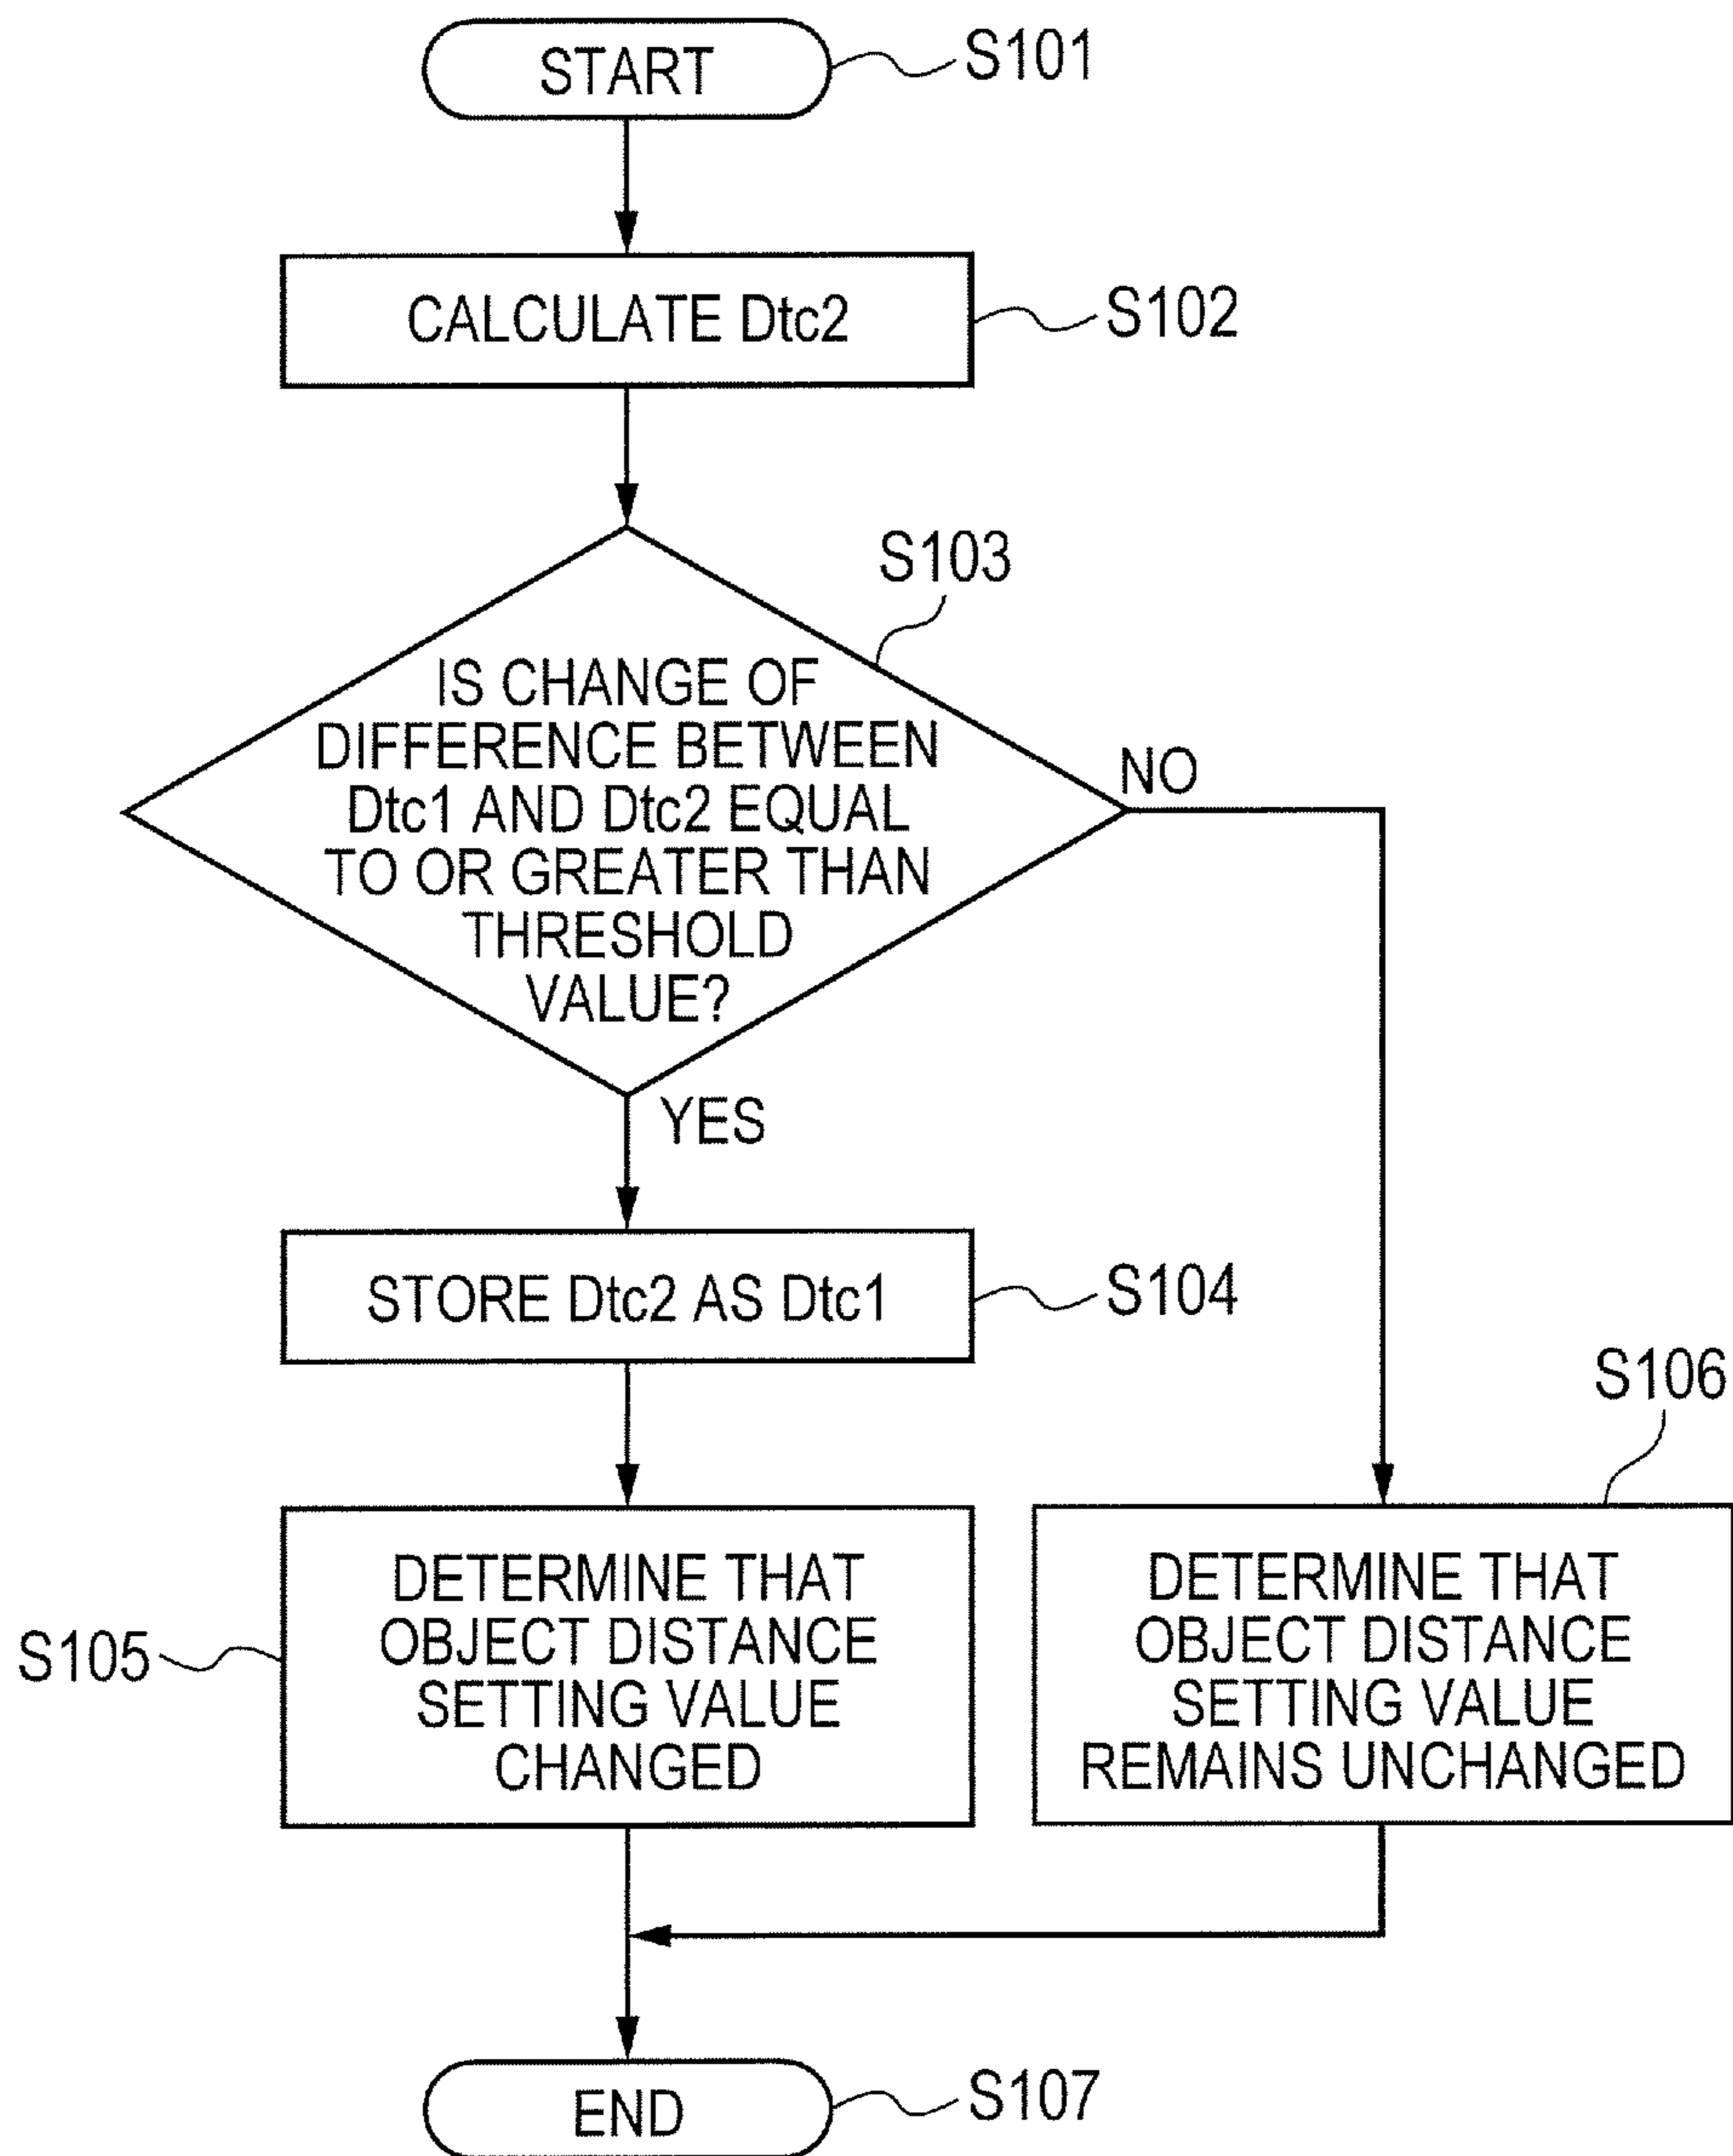 START
S101
CALCULATE Dtc2
S102
S103
IS CHANGE OF
DIFFERENCE BETWEEN
Dtc1 AND Dtc2 EQUAL
TO OR GREATER THAN
THRESHOLD
VALUE?
NO
YES
STORE Dtc2 AS Dtc1
S104
S105
DETERMINE THAT
OBJECT DISTANCE
SETTING VALUE
CHANGED
S106
DETERMINE THAT
OBJECT DISTANCE
SETTING VALUE
REMAINS UNCHANGED
END
S107